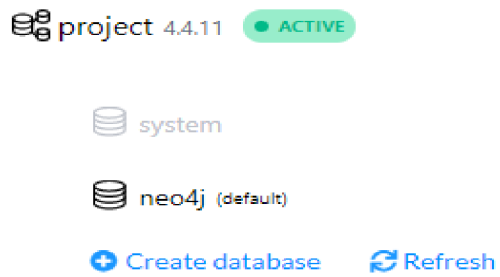 project 4.4.11 ACTIVE
system
neo4j (default)
Create database Refresh